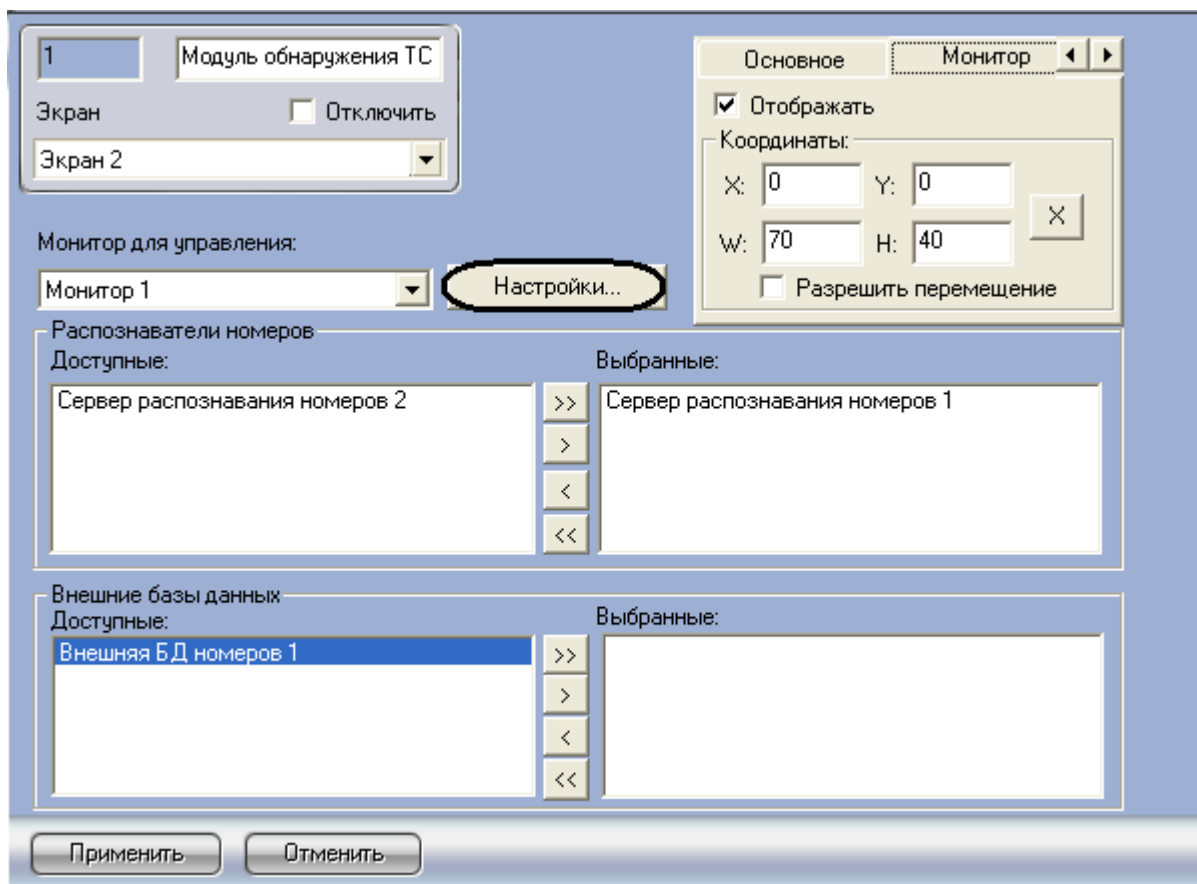 1 Модуль обнаружения ТС
Экран Отключить
Экран 2
Основное Монитор
Отображать
Координаты:
X: 0 Y: 0
X
W: 70 H: 40
Разрешить перемещение
Монитор для управления:
Монитор 1 Настройки...
Распознаватели номеров
Доступные: Выбранные:
Сервер распознавания номеров 2 >> Сервер распознавания номеров 1
>
<
<<
Внешние базы данных
Доступные: Выбранные:
Внешняя БД номеров 1 >>
>
<
<<
Применить Отменить